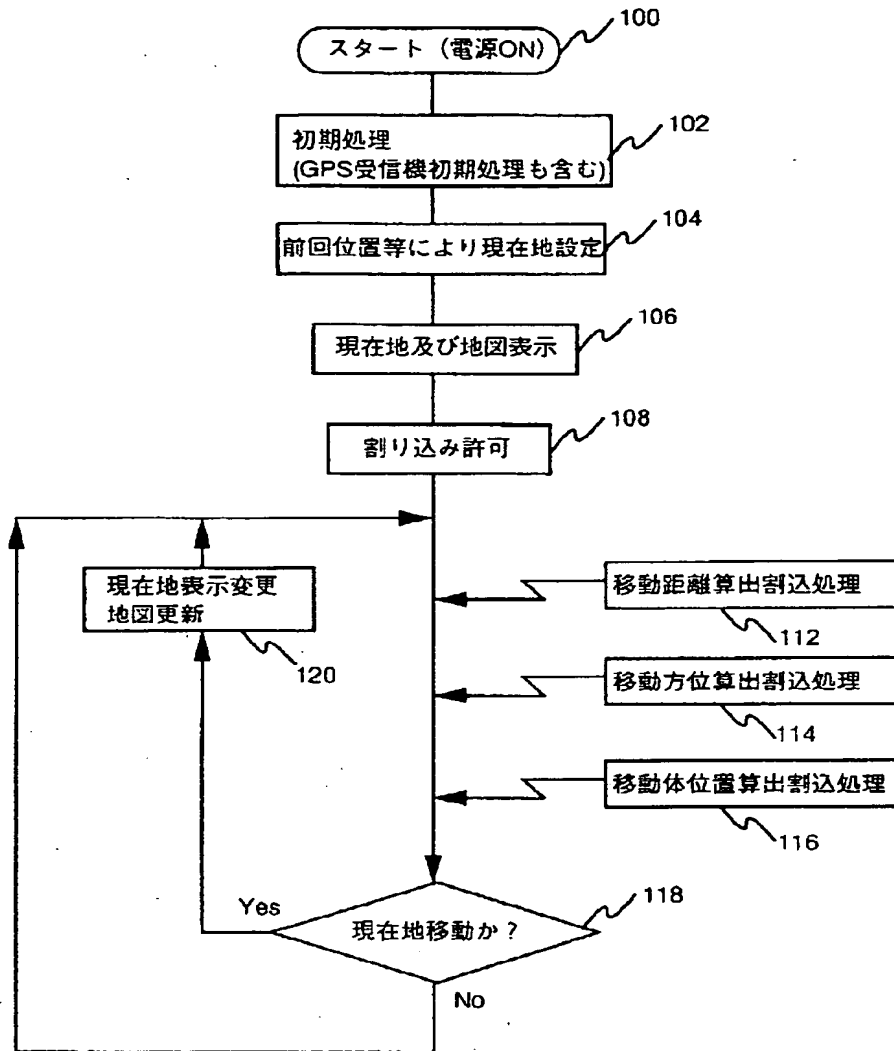 スタート（電源ON）
100
初期処理
(GPS受信機初期処理も含む)
102
前回位置等により現在地設定
104
現在地及び地図表示
106
割り込み許可
108
現在地表示変更
地図更新
120
移動距離算出割込処理
112
移動方位算出割込処理
114
移動体位置算出割込処理
116
現在地移動か？
118
Yes
No